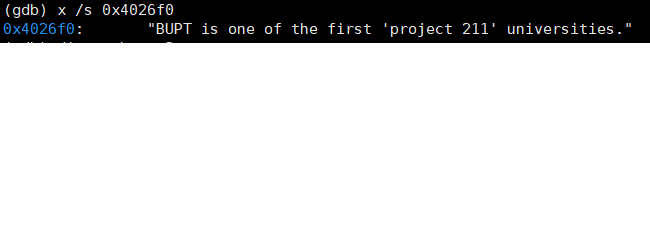 (gdb) x /s 0x4026f0
0x4026f0: "BUPT is one of the first 'project 211' universities."